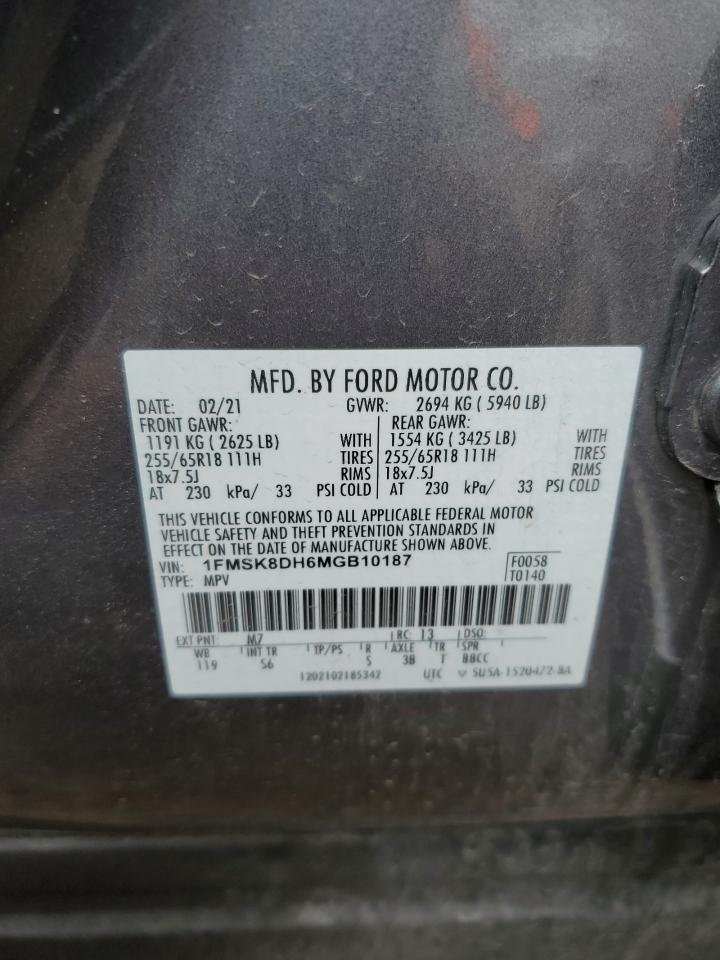 MFD. BY FORD MOTOR CO.
DATE: 02/21 GVWR: 2694 KG ( 5940 LB)
FRONT GAWR: REAR GAWR:
1191 KG ( 2625 LB) WITH 1554 KG ( 3425 LB) WITH
255/65R18 111H TIRES 255/65R18 111H TIRES
18x7.5J RIMS 18x7.5J RIMS
AT 230 kPa/ 33 PSI COLD AT 230 kPa/ 33 PSI COLD
THIS VEHICLE CONFORMS TO ALL APPLICABLE FEDERAL MOTOR
VEHICLE SAFETY AND THEFT PREVENTION STANDARDS IN
EFFECT ON THE DATE OF MANUFACTURE SHOWN ABOVE.
VIN: 1FMSK8DH6MGB10187 F0058
TYPE: MPV T0140
EXT PNT: M7 RC: 13 DSO:
WB INT TR TP/PS R AXLE TR SPR
119 S6 S 3B T BBCC
1202102185342 UTC 5U5A-1520472-BA